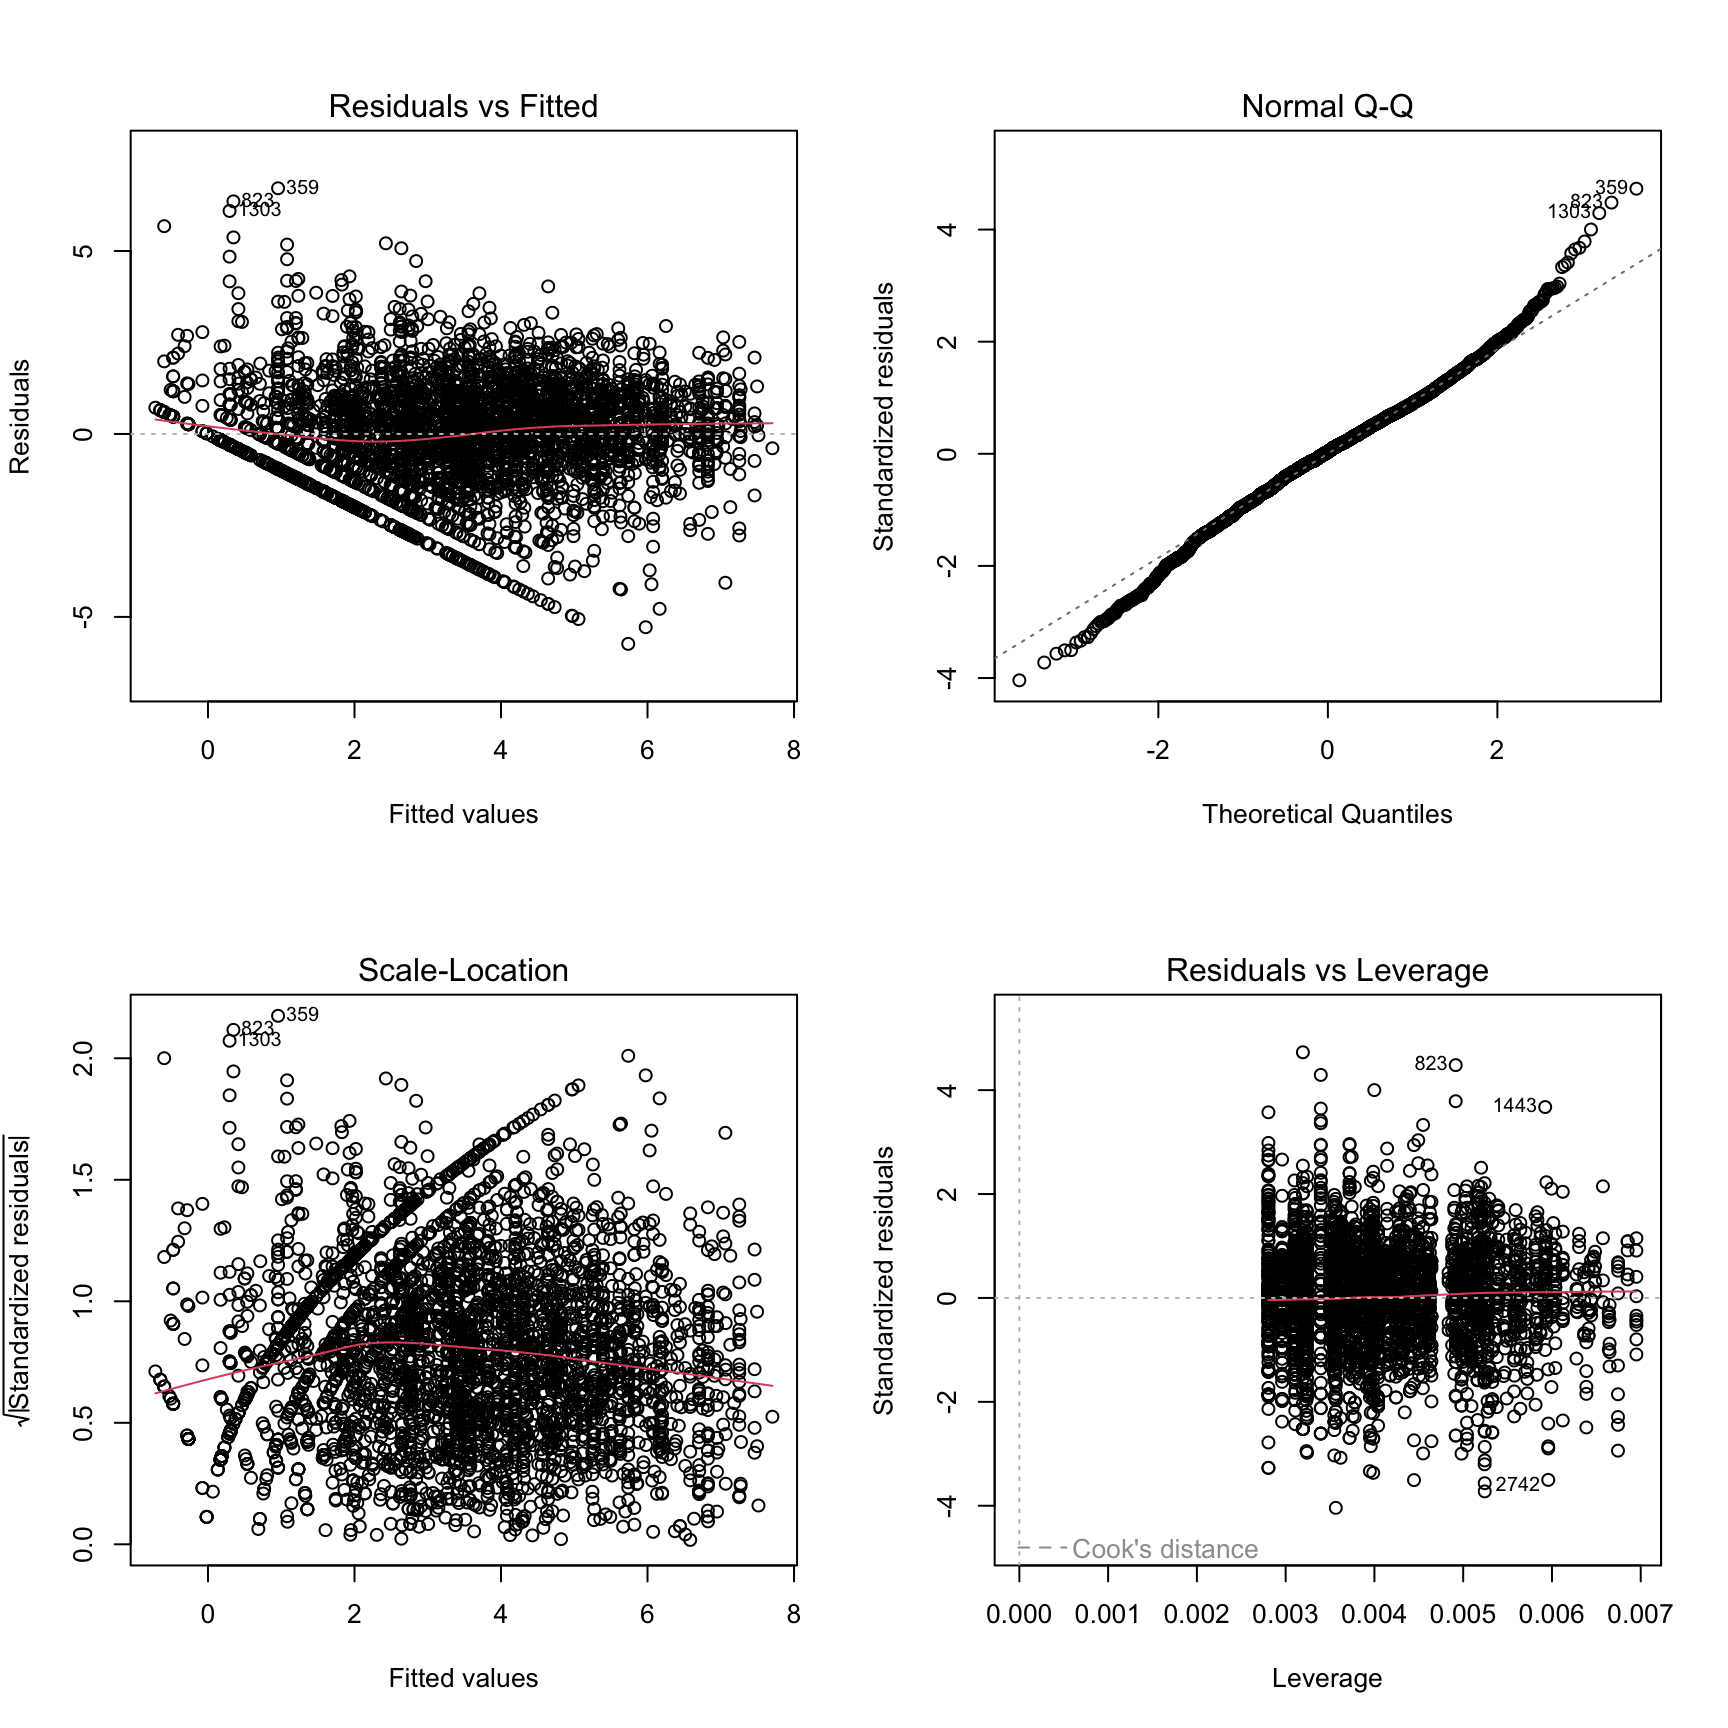 Residuals vs Fitted
Residuals
5
0
-5
359
823
1303
0 2 4 6 8
Fitted values
Normal Q-Q
Standardized residuals
4
2
0
-2
-4
359
823
1303
-2 0 2
Theoretical Quantiles
Scale-Location
√|Standardized residuals|
2.0
1.5
1.0
0.5
0.0
359
823
1303
0 2 4 6 8
Fitted values
Residuals vs Leverage
Standardized residuals
4
2
0
-2
-4
823
1443
2742
Cook's distance
0.000 0.001 0.002 0.003 0.004 0.005 0.006 0.007
Leverage